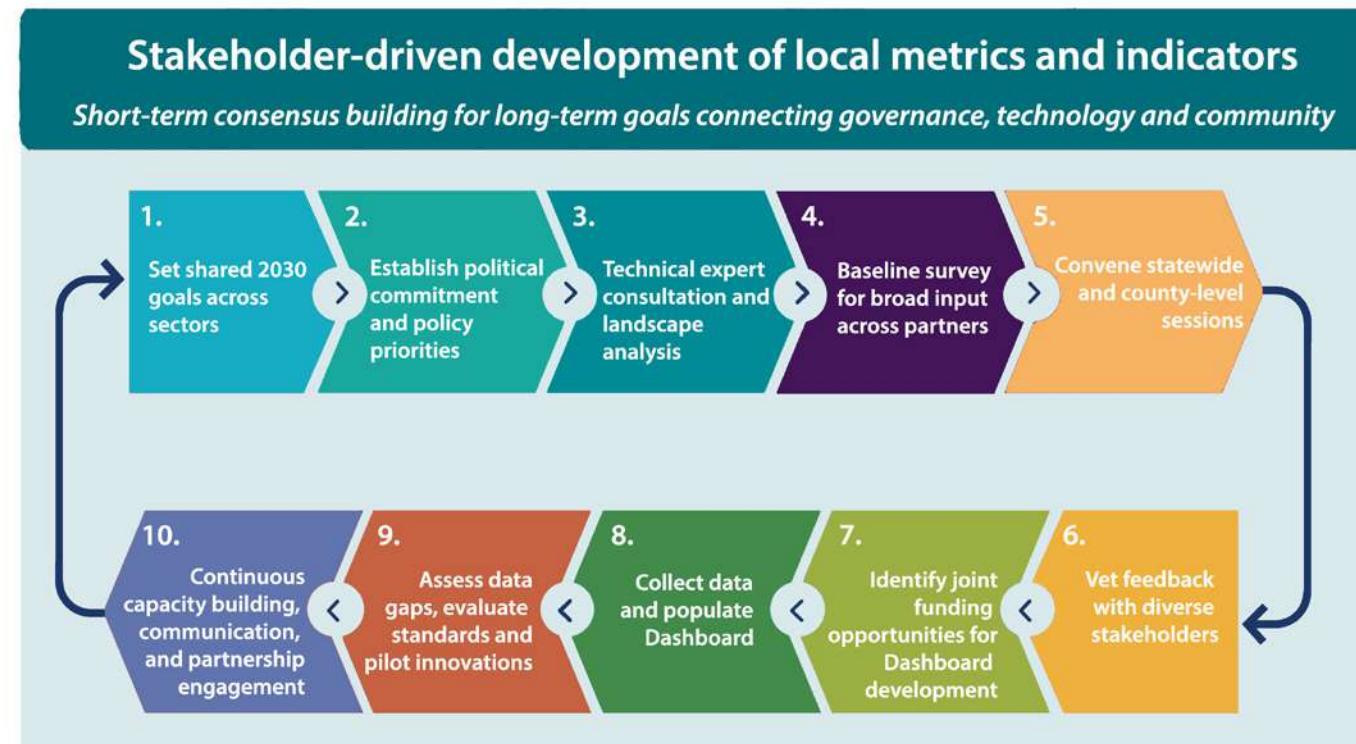 Stakeholder-driven development of local metrics and indicators
Short-term consensus building for long-term goals connecting governance, technology and community
1.
Set shared 2030
goals across
sectors
2.
Establish political
commitment
and policy
priorities
3.
Technical expert
consultation and
landscape
analysis
4.
Baseline survey
for broad input
across partners
5.
Convene statewide
and county-level
sessions
6.
Vet feedback
with diverse
stakeholders
7.
Identify joint
funding
opportunities for
Dashboard
development
8.
Collect data
and populate
Dashboard
9.
Assess data
gaps, evaluate
standards and
pilot innovations
10.
Continuous
capacity building,
communication,
and partnership
engagement